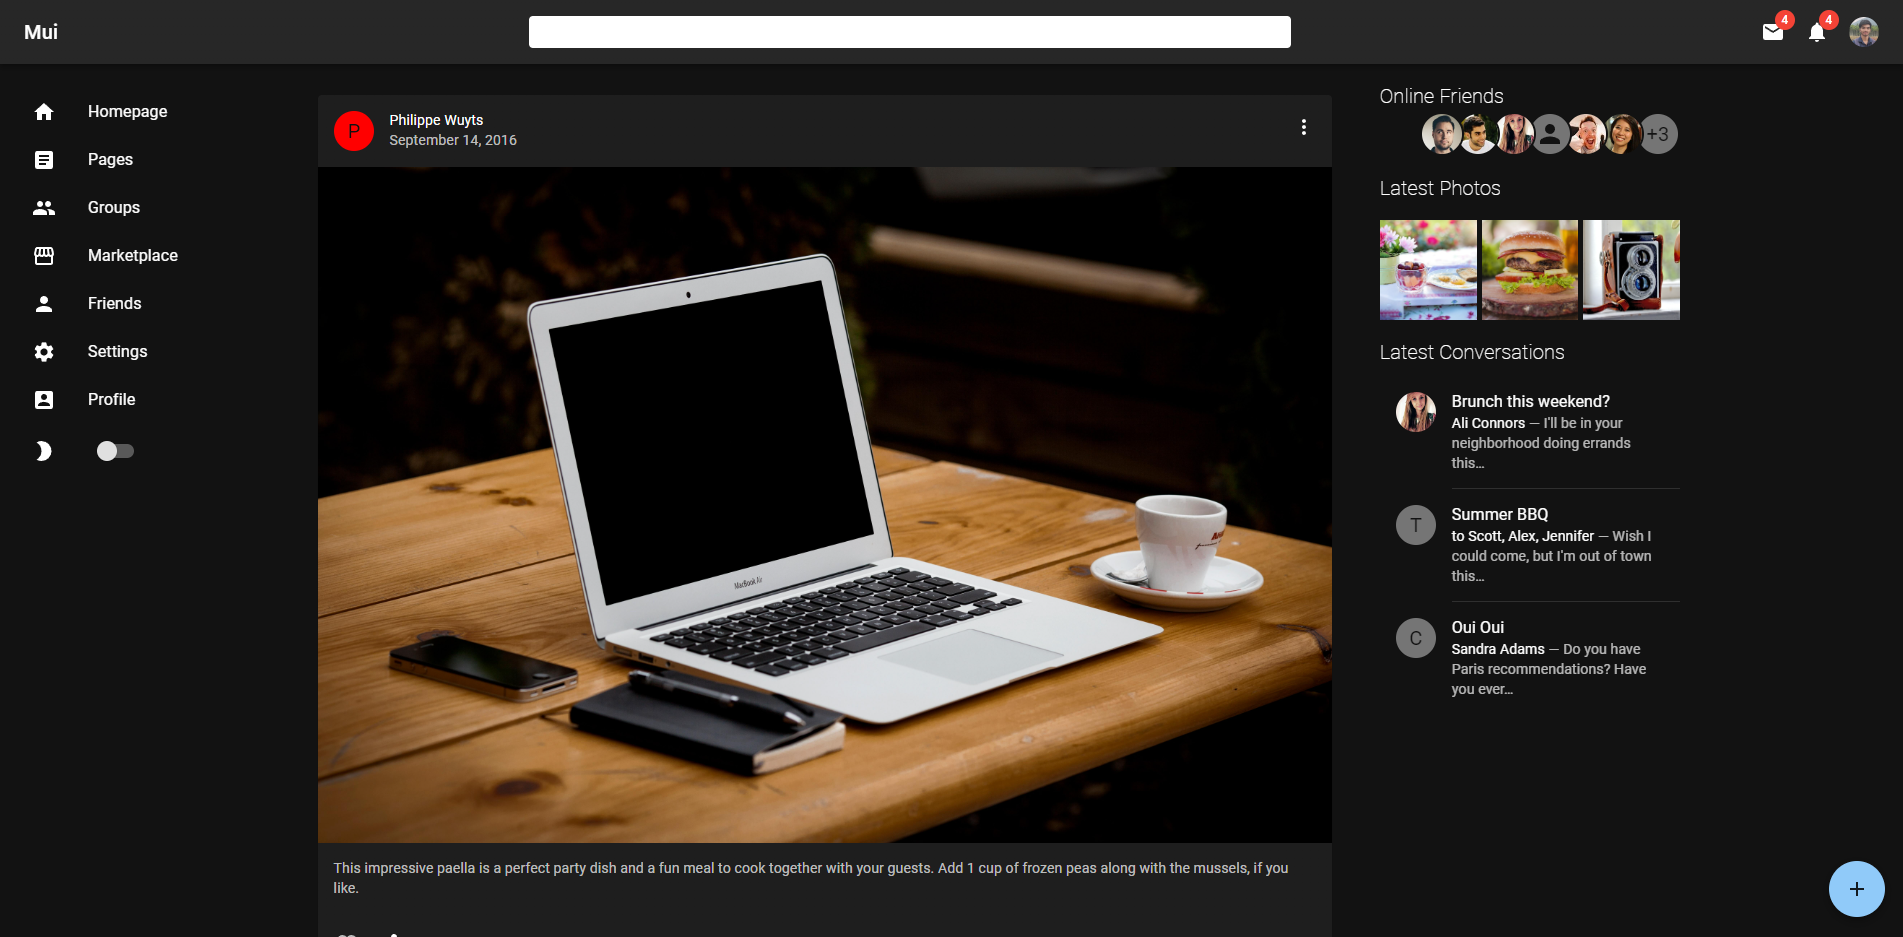 Mui
4
4
Homepage
Pages
Groups
Marketplace
Friends
Settings
Profile
P
Philippe Wuyts
September 14, 2016
MacBook Air
This impressive paella is a perfect party dish and a fun meal to cook together with your guests. Add 1 cup of frozen peas along with the mussels, if you
like.
Online Friends
+3
Latest Photos
Latest Conversations
Brunch this weekend?
Ali Connors — I'll be in your
neighborhood doing errands
this…
T
Summer BBQ
to Scott, Alex, Jennifer — Wish I
could come, but I'm out of town
this…
C
Oui Oui
Sandra Adams — Do you have
Paris recommendations? Have
you ever…
+